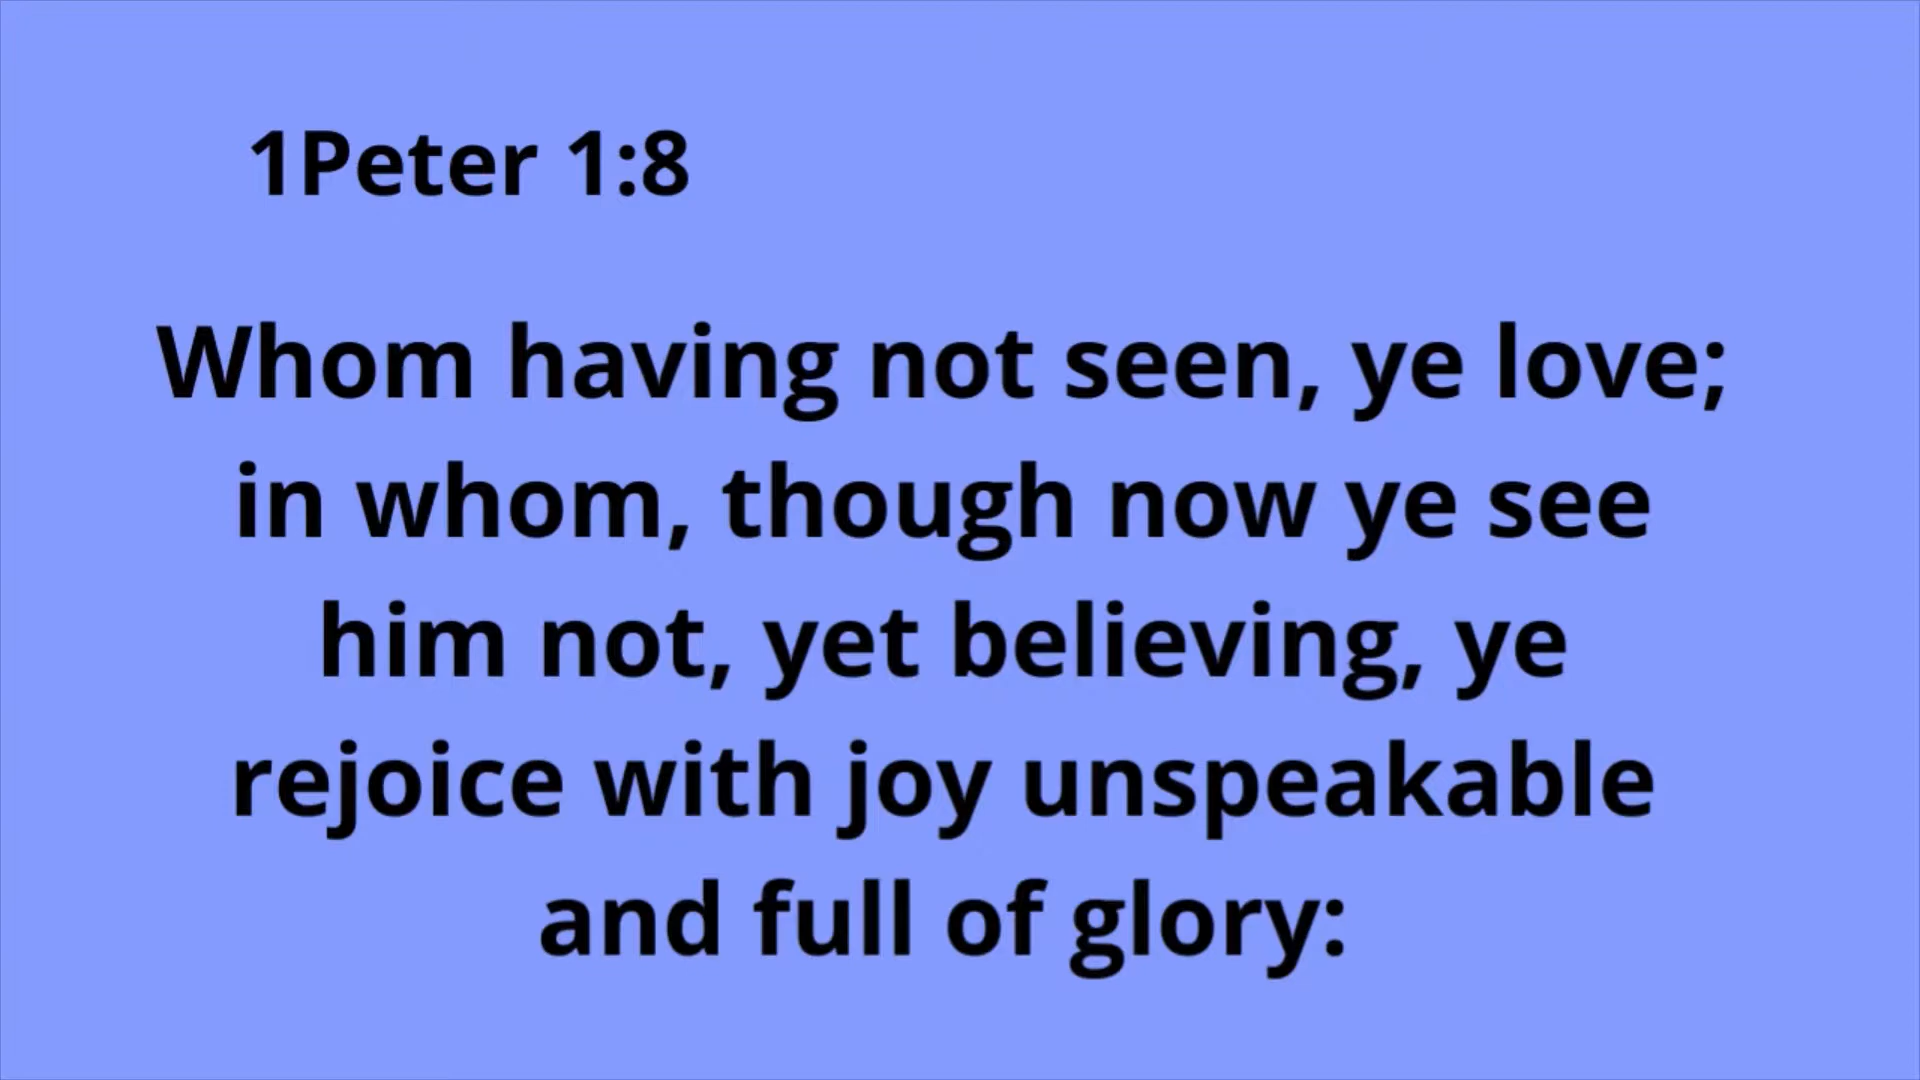 1Peter 1:8
Whom having not seen, ye love;
in whom, though now ye see
him not, yet believing, ye
rejoice with joy unspeakable
and full of glory: